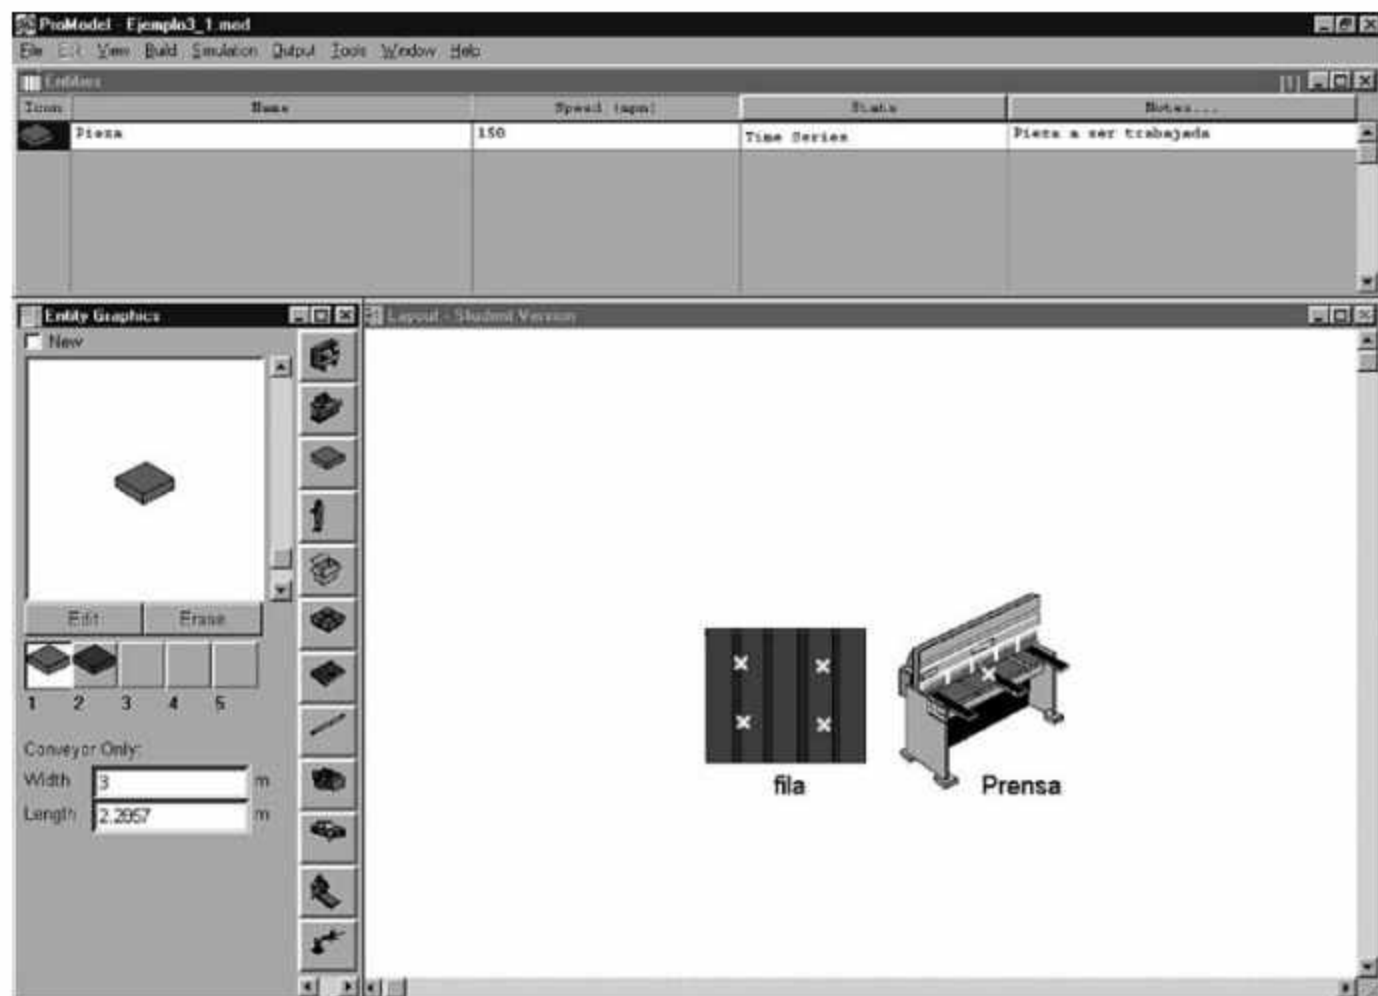 ProModel - Ejemplo3_1.mod
File Edit View Build Simulation Output Tools Window Help
Entities [1]
Icon Name Speed (mpm) Stats Notes...
Pieza 150 Time Series Pieza a ser trabajada
Entity Graphics
Layout - Student Version
New
Edit Erase
1 2 3 4 5
Conveyor Only:
Width 3 m
Length 2.2957 m
fila
Prensa